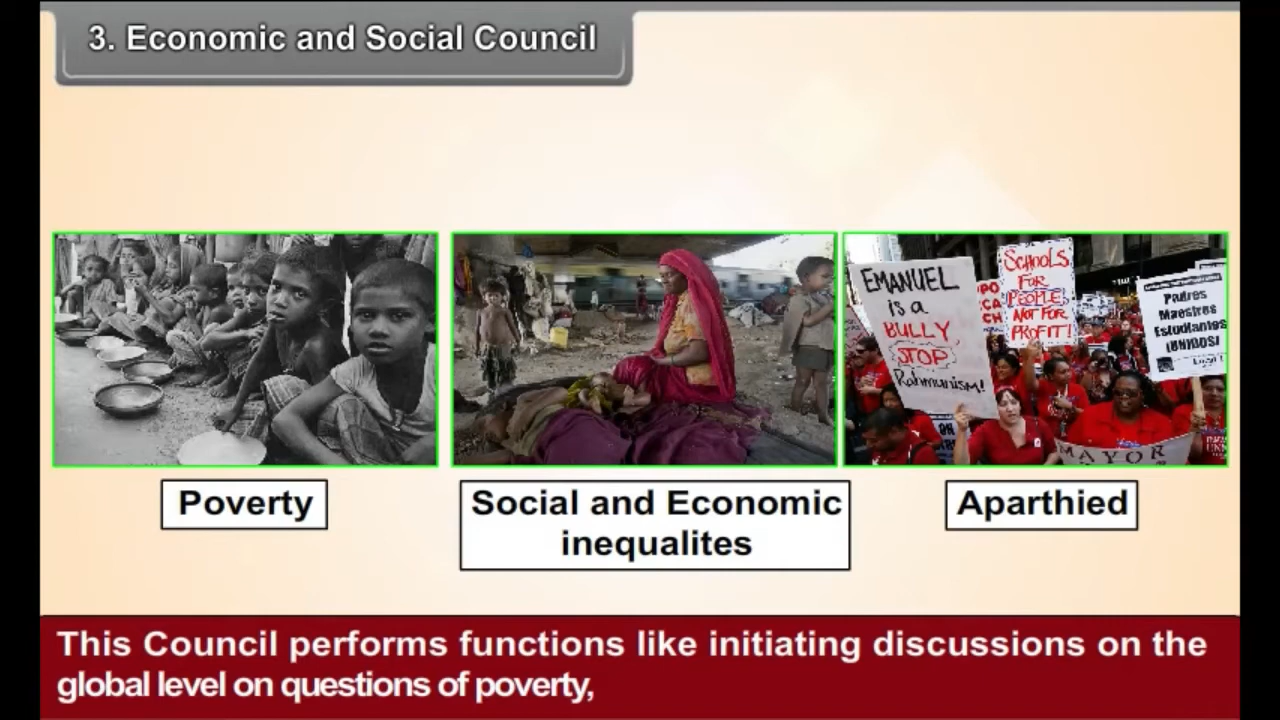 3. Economic and Social Council
EMANUEL
is a
BULLY
STOP
Rahmunism!
SCHOOLS
FOR
PEOPLE
NOT FOR
PROFIT!
Padres
Maestros
Estudiantes
¡UNIDOS!
MAYOR
Poverty
Social and Economic
inequalites
Aparthied
This Council performs functions like initiating discussions on the
global level on questions of poverty,